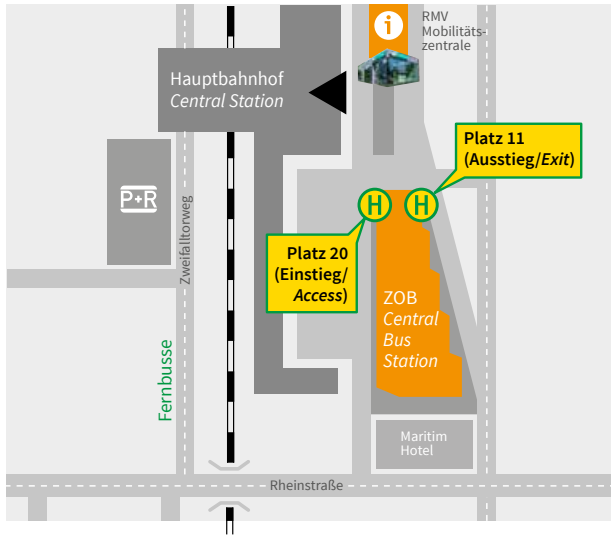 i
RMV
Mobilitäts-
zentrale
Hauptbahnhof
Central Station
Platz 11
(Ausstieg/Exit)
P+R
H
H
Platz 20
(Einstieg/
Access)
Zweifalltorweg
ZOB
Central
Bus
Station
Fernbusse
Maritim
Hotel
Rheinstraße